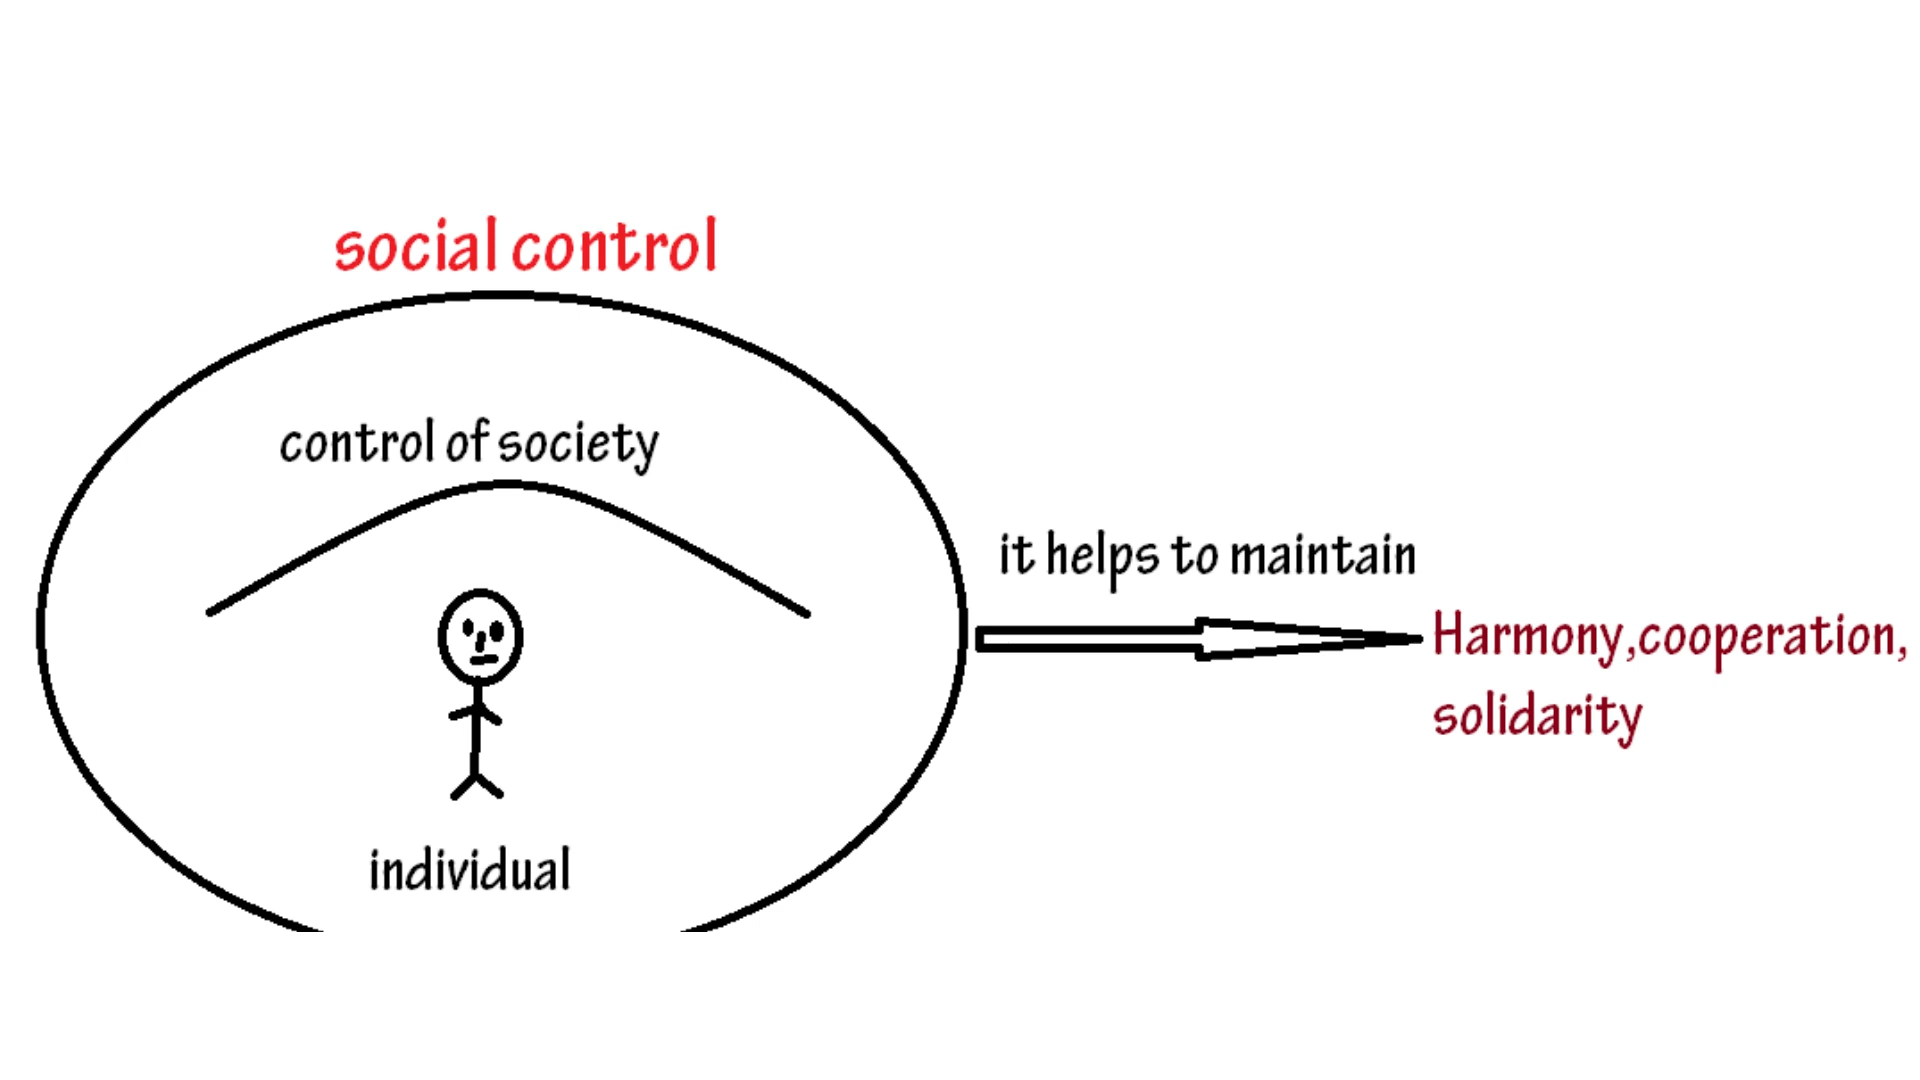 social control
control of society
individual
it helps to maintain
Harmony,cooperation,
solidarity